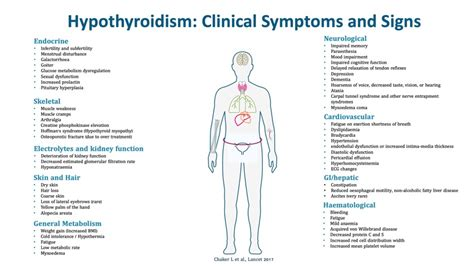 Hypothyroidism: Clinical Symptoms and Signs
Endocrine
Infertility and subfertility
Menstrual disturbance
Galactorrhoea
Goiter
Glucose metabolism dysregulation
Sexual dysfunction
Increased prolactin
Pituitary hyperplasia
Skeletal
Muscle weakness
Muscle cramps
Arthralgia
Creatine phosphokinase elevation
Hoffmann syndrome (Hypothyroid myopathy)
Osteoporotic fracture (due to over treatment)
Electrolytes and kidney function
Deterioration of kidney function
Decreased estimated glomerular filtration rate
Hyponatraemia
Skin and Hair
Dry skin
Hair loss
Coarse skin
Loss of lateral eyebrows
Yellow palms of the hand
Alopecia areata
General Metabolism
Weight gain (increased BMI)
Cold intolerance / Hypothermia
Fatigue
Low metabolic rate
Myxedema
Neurological
Impaired memory
Paraesthesia
Mood impairment
Impaired cognitive function
Delayed relaxation of tendon reflexes
Depression
Dementia
Hoarseness of voice, decreased taste, vision, or hearing
Ataxia
Carpal tunnel syndrome and other nerve entrapment
syndromes
Myxoedema coma
Cardiovascular
Fatigue on exertion shortness of breath
Dyslipidaemia
Bradycardia
Hypertension
endothelial dysfunction or increased intima-media thickness
Diastolic dysfunction
Pericardial effusion
Hyperhomocysteinemia
ECG changes
GI/hepatic
Constipation
Reduced oesophageal motility, non-alcoholic fatty liver disease
Ascites (very rare)
Haematological
Bleeding
Fatigue
Mild anaemia
Acquired von Willebrand disease
Decreased protein C and S
Increased red cell distribution width
Increased mean platelet volume
Chaker L et al., Lancet 2017